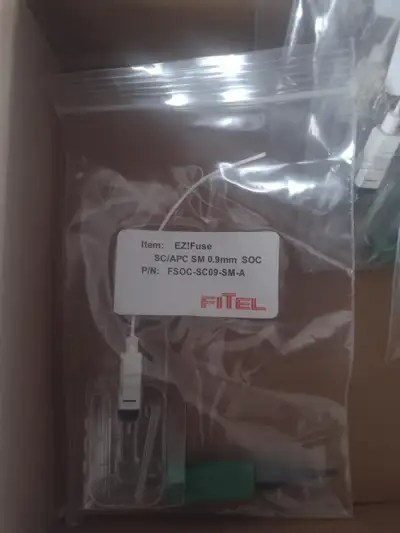 Item: EZ!Fuse
SC/APC SM 0.9mm SOC
P/N: FSOC-SC09-SM-A
FITEL